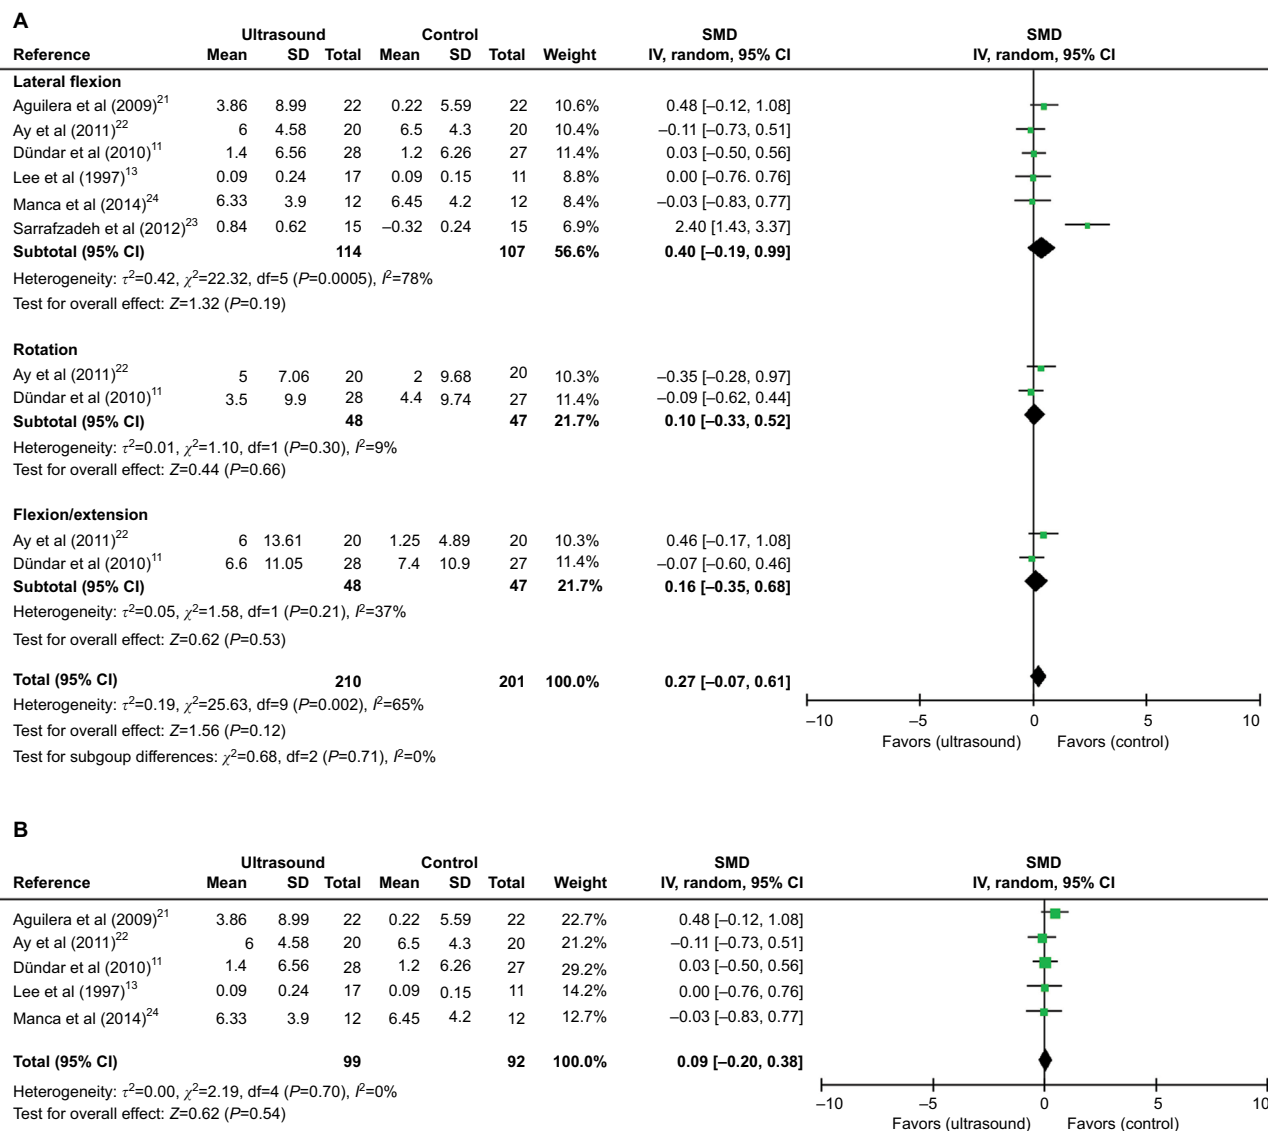 A
Ultrasound Control SMD SMD
Reference Mean SD Total Mean SD Total Weight IV, random, 95% CI IV, random, 95% CI
Lateral flexion
Aguilera et al (2009)21 3.86 8.99 22 0.22 5.59 22 10.6% 0.48 [–0.12, 1.08]
Ay et al (2011)22 6 4.58 20 6.5 4.3 20 10.4% –0.11 [–0.73, 0.51]
Dündar et al (2010)11 1.4 6.56 28 1.2 6.26 27 11.4% 0.03 [–0.50, 0.56]
Lee et al (1997)13 0.09 0.24 17 0.09 0.15 11 8.8% 0.00 [–0.76, 0.76]
Manca et al (2014)24 6.33 3.9 12 6.45 4.2 12 8.4% –0.03 [–0.83, 0.77]
Sarrafzadeh et al (2012)23 0.84 0.62 15 –0.32 0.24 15 6.9% 2.40 [1.43, 3.37]
Subtotal (95% CI) 114 107 56.6% 0.40 [–0.19, 0.99]
Heterogeneity: τ2=0.42, χ2=22.32, df=5 (P=0.0005), I2=78%
Test for overall effect: Z=1.32 (P=0.19)
Rotation
Ay et al (2011)22 5 7.06 20 2 9.68 20 10.3% –0.35 [–0.28, 0.97]
Dündar et al (2010)11 3.5 9.9 28 4.4 9.74 27 11.4% –0.09 [–0.62, 0.44]
Subtotal (95% CI) 48 47 21.7% 0.10 [–0.33, 0.52]
Heterogeneity: τ2=0.01, χ2=1.10, df=1 (P=0.30), I2=9%
Test for overall effect: Z=0.44 (P=0.66)
Flexion/extension
Ay et al (2011)22 6 13.61 20 1.25 4.89 20 10.3% 0.46 [–0.17, 1.08]
Dündar et al (2010)11 6.6 11.05 28 7.4 10.9 27 11.4% –0.07 [–0.60, 0.46]
Subtotal (95% CI) 48 47 21.7% 0.16 [–0.35, 0.68]
Heterogeneity: τ2=0.05, χ2=1.58, df=1 (P=0.21), I2=37%
Test for overall effect: Z=0.62 (P=0.53)
Total (95% CI) 210 201 100.0% 0.27 [–0.07, 0.61]
Heterogeneity: τ2=0.19, χ2=25.63, df=9 (P=0.002), I2=65%
Test for overall effect: Z=1.56 (P=0.12)
Test for subgoup differences: χ2=0.68, df=2 (P=0.71), I2=0%
–10 –5 0 5 10
Favors (ultrasound) Favors (control)
B
Ultrasound Control SMD SMD
Reference Mean SD Total Mean SD Total Weight IV, random, 95% CI IV, random, 95% CI
Aguilera et al (2009)21 3.86 8.99 22 0.22 5.59 22 22.7% 0.48 [–0.12, 1.08]
Ay et al (2011)22 6 4.58 20 6.5 4.3 20 21.2% –0.11 [–0.73, 0.51]
Dündar et al (2010)11 1.4 6.56 28 1.2 6.26 27 29.2% 0.03 [–0.50, 0.56]
Lee et al (1997)13 0.09 0.24 17 0.09 0.15 11 14.2% 0.00 [–0.76, 0.76]
Manca et al (2014)24 6.33 3.9 12 6.45 4.2 12 12.7% –0.03 [–0.83, 0.77]
Total (95% CI) 99 92 100.0% 0.09 [–0.20, 0.38]
Heterogeneity: τ2=0.00, χ2=2.19, df=4 (P=0.70), I2=0%
Test for overall effect: Z=0.62 (P=0.54)
–10 –5 0 5 10
Favors (ultrasound) Favors (control)